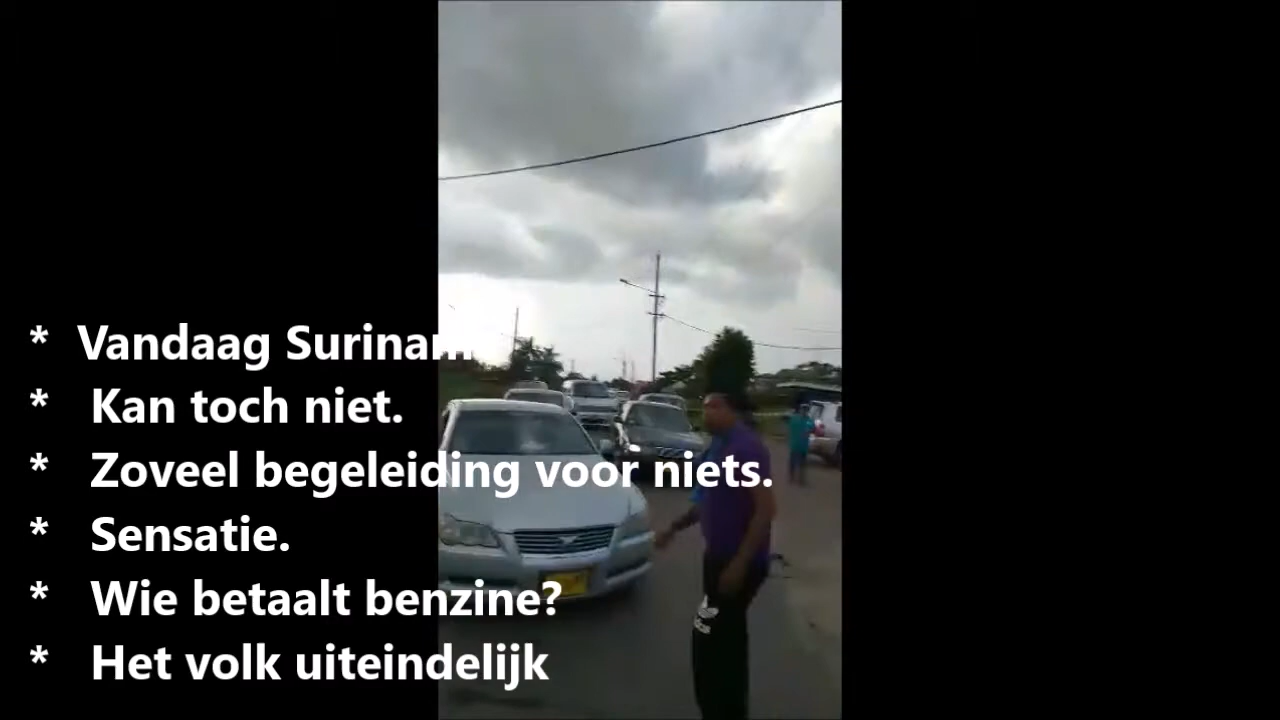 * Vandaag Surinam
* Kan toch niet.
* Zoveel begeleiding voor niets.
* Sensatie.
* Wie betaalt benzine?
* Het volk uiteindelijk